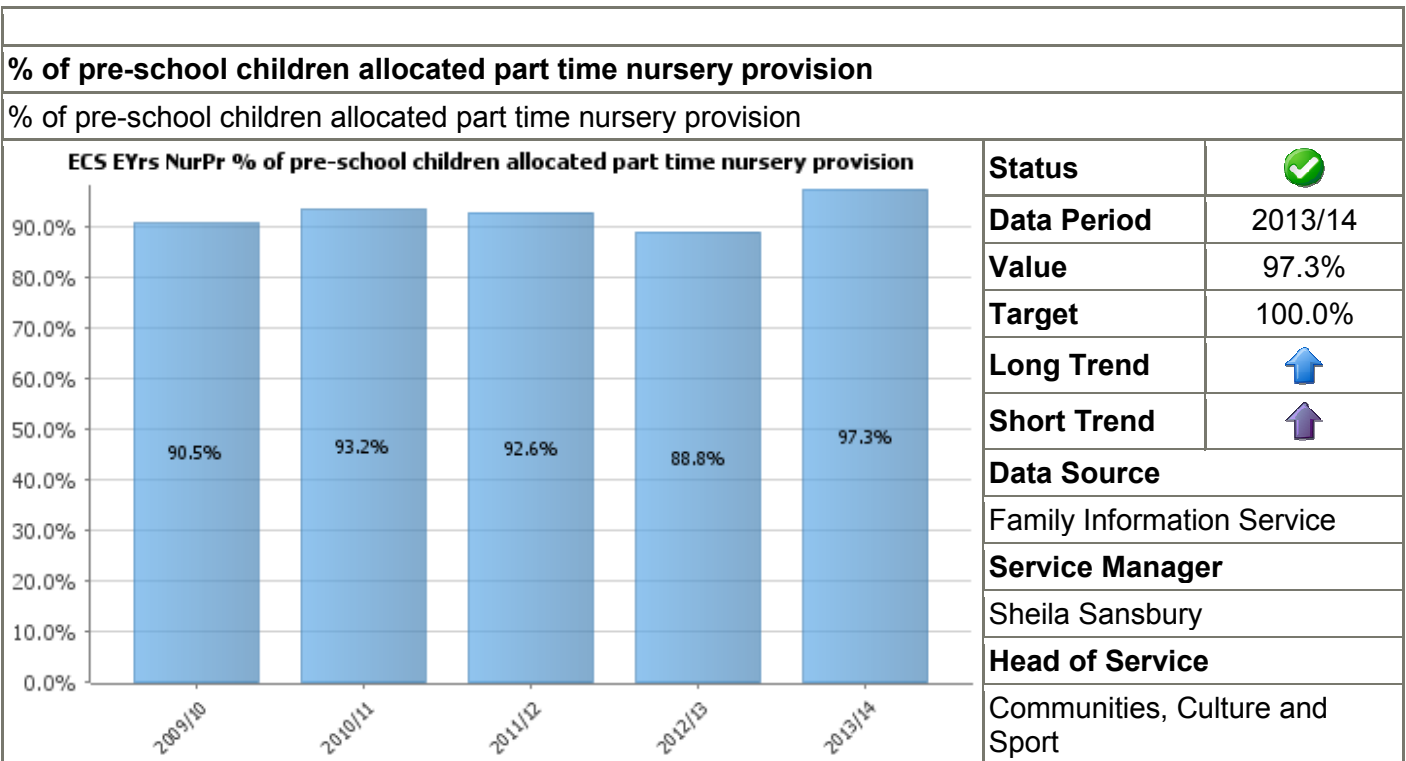 % of pre-school children allocated part time nursery provision
% of pre-school children allocated part time nursery provision
ECS EYrs NurPr % of pre-school children allocated part time nursery provision
90.0%
80.0%
70.0%
60.0%
50.0%
40.0%
30.0%
20.0%
10.0%
0.0%
90.5%
93.2%
92.6%
88.8%
97.3%
2009/10
2010/11
2011/12
2012/13
2013/14
Status
Data Period 2013/14
Value 97.3%
Target 100.0%
Long Trend
Short Trend
Data Source
Family Information Service
Service Manager
Sheila Sansbury
Head of Service
Communities, Culture and
Sport